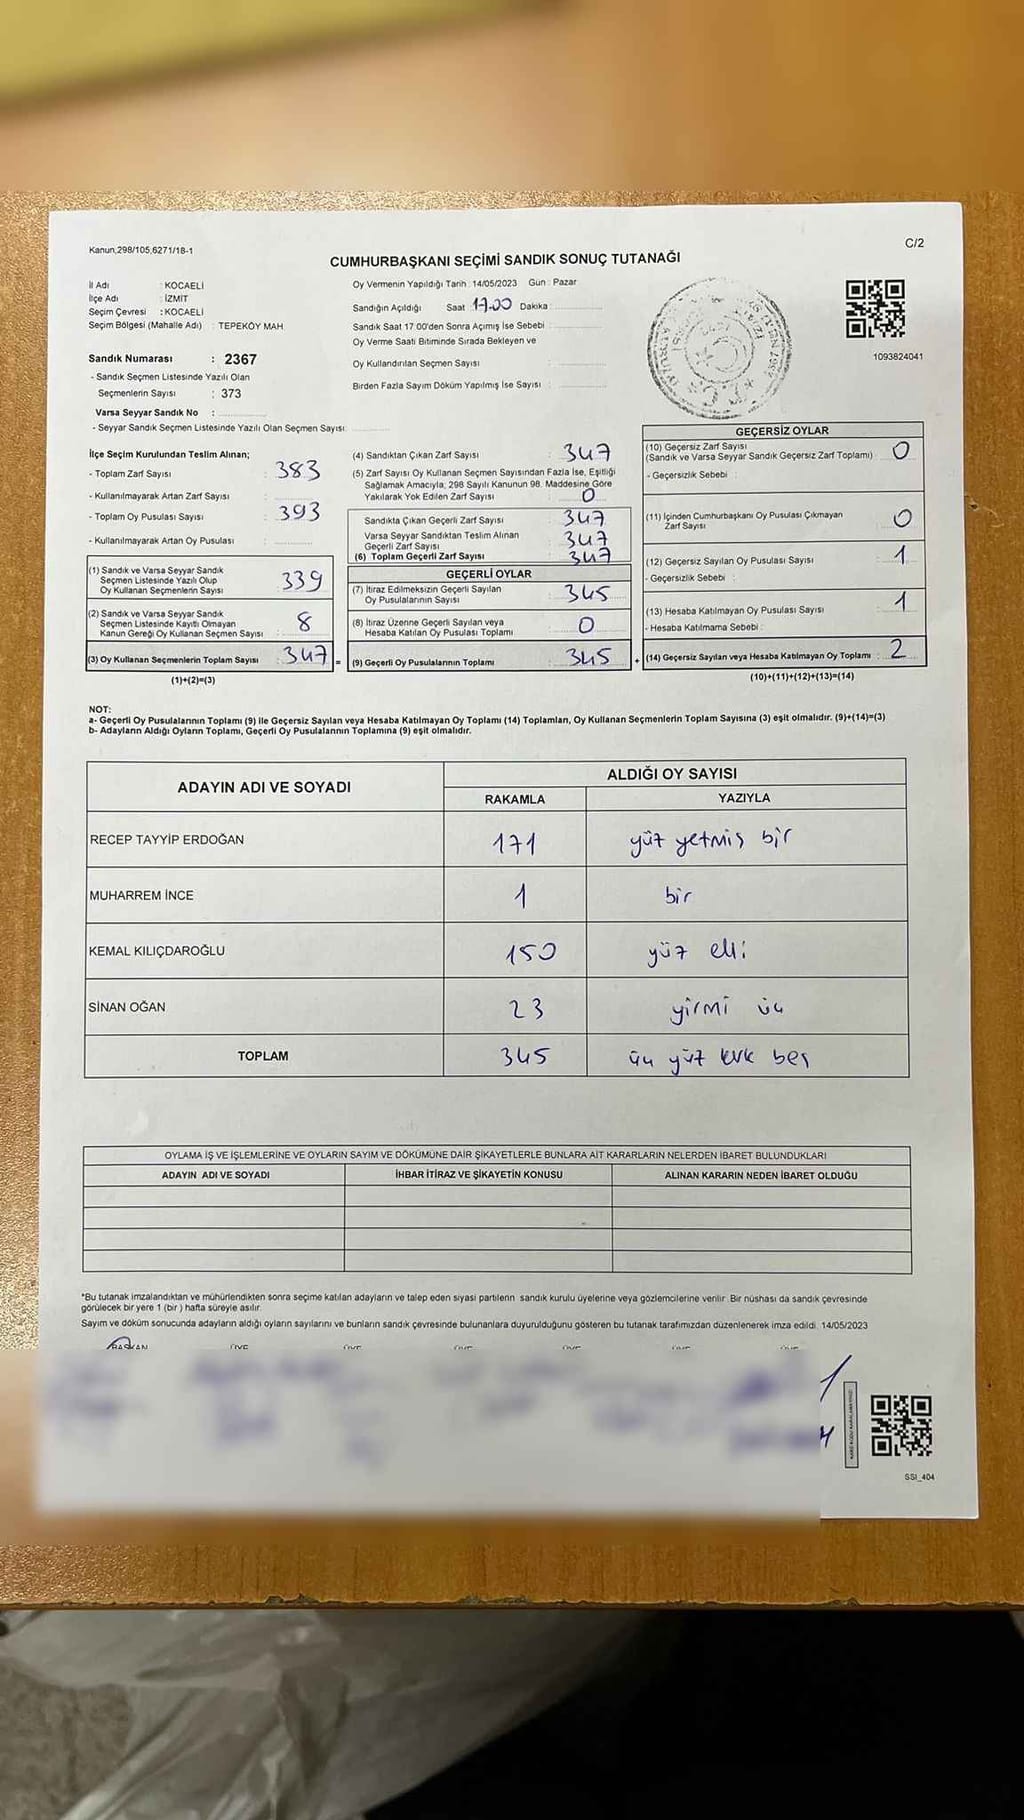 Kanun,298/105,6271/18-1
C/2
CUMHURBAŞKANI SEÇİMİ SANDIK SONUÇ TUTANAĞI
İl Adı : KOCAELİ
İlçe Adı : İZMİT
Seçim Çevresi : KOCAELİ
Seçim Bölgesi (Mahalle Adı) : TEPEKÖY MAH
Sandık Numarası : 2367
- Sandık Seçmen Listesinde Yazılı Olan
Seçmenlerin Sayısı : 373
Varsa Seyyar Sandık No :
- Seyyar Sandık Seçmen Listesinde Yazılı Olan Seçmen Sayısı:
Oy Vermenin Yapıldığı Tarih : 14/05/2023 Gün : Pazar
Sandığın Açıldığı Saat 17.00 Dakika :
Sandık Saat 17:00'den Sonra Açımış İse Sebebi :
Oy Verme Saati Bitiminde Sırada Bekleyen ve
Oy Kullandırılan Seçmen Sayısı :
Birden Fazla Sayım Döküm Yapılmış İse Sayısı :
1093824041
İlçe Seçim Kurulundan Teslim Alınan;
- Toplam Zarf Sayısı : 383
- Kullanılmayarak Artan Zarf Sayısı :
- Toplam Oy Pusulası Sayısı : 393
- Kullanılmayarak Artan Oy Pusulası :
(1) Sandık ve Varsa Seyyar Sandık
Seçmen Listesinde Yazılı Olup
Oy Kullanan Seçmenlerin Sayısı : 339
(2) Sandık ve Varsa Seyyar Sandık
Seçmen Listesinde Kayıtlı Olmayan
Kanun Gereği Oy Kullanan Seçmen Sayısı : 8
(3) Oy Kullanan Seçmenlerin Toplam Sayısı : 347 =
(1)+(2)=(3)
(4) Sandıktan Çıkan Zarf Sayısı : 347
(5) Zarf Sayısı Oy Kullanan Seçmen Sayısından Fazla İse, Eşitliği
Sağlamak Amacıyla; 298 Sayılı Kanunun 98. Maddesine Göre
Yakılarak Yok Edilen Zarf Sayısı : 0
Sandıkta Çıkan Geçerli Zarf Sayısı : 347
Varsa Seyyar Sandıktan Teslim Alınan
Geçerli Zarf Sayısı : 347
(6) Toplam Geçerli Zarf Sayısı : 347
GEÇERLİ OYLAR
(7) İtiraz Edilmeksizin Geçerli Sayılan
Oy Pusulalarının Sayısı : 345
(8) İtiraz Üzerine Geçerli Sayılan veya
Hesaba Katılan Oy Pusulası Toplamı : 0
(9) Geçerli Oy Pusulalarının Toplamı : 345 +
GEÇERSİZ OYLAR
(10) Geçersiz Zarf Sayısı
(Sandık ve Varsa Seyyar Sandık Geçersiz Zarf Toplamı) : 0
- Geçersizlik Sebebi :
(11) İçinden Cumhurbaşkanı Oy Pusulası Çıkmayan
Zarf Sayısı : 0
(12) Geçersiz Sayılan Oy Pusulası Sayısı : 1
- Geçersizlik Sebebi :
(13) Hesaba Katılmayan Oy Pusulası Sayısı : 1
- Hesaba Katılmama Sebebi :
(14) Geçersiz Sayılan veya Hesaba Katılmayan Oy Toplamı : 2
(10)+(11)+(12)+(13)=(14)
NOT:
a- Geçerli Oy Pusulalarının Toplamı (9) ile Geçersiz Sayılan veya Hesaba Katılmayan Oy Toplamı (14) Toplamları, Oy Kullanan Seçmenlerin Toplam Sayısına (3) eşit olmalıdır. (9)+(14)=(3)
b- Adayların Aldığı Oyların Toplamı, Geçerli Oy Pusulalarının Toplamına (9) eşit olmalıdır.
ADAYIN ADI VE SOYADI
ALDIĞI OY SAYISI
RAKAMLA YAZIYLA
RECEP TAYYİP ERDOĞAN 171 yüz yetmiş bir
MUHARREM İNCE 1 bir
KEMAL KILIÇDAROĞLU 150 yüz elli
SİNAN OĞAN 23 yirmi üç
TOPLAM 345 üç yüz kırk beş
OYLAMA İŞ VE İŞLEMLERİNE VE OYLARIN SAYIM VE DÖKÜMÜNE DAİR ŞİKAYETLERLE BUNLARA AİT KARARLARIN NELERDEN İBARET BULUNDUKLARI
ADAYIN ADI VE SOYADI İHBAR İTİRAZ VE ŞİKAYETİN KONUSU ALINAN KARARIN NEDEN İBARET OLDUĞU
*Bu tutanak imzalandıktan ve mühürlendikten sonra seçime katılan adayların ve talep eden siyasi partilerin sandık kurulu üyelerine veya gözlemcilerine verilir. Bir nüshası da sandık çevresinde
görülecek bir yere 1 (bir ) hafta süreyle asılır.
Sayım ve döküm sonucunda adayların aldığı oyların sayılarını ve bunların sandık çevresinde bulunanlara duyurulduğunu gösteren bu tutanak tarafımızdan düzenlenerek imza edildi. 14/05/2023
BAŞKAN ÜYE ÜYE ÜYE ÜYE ÜYE ÜYE
SSI_404